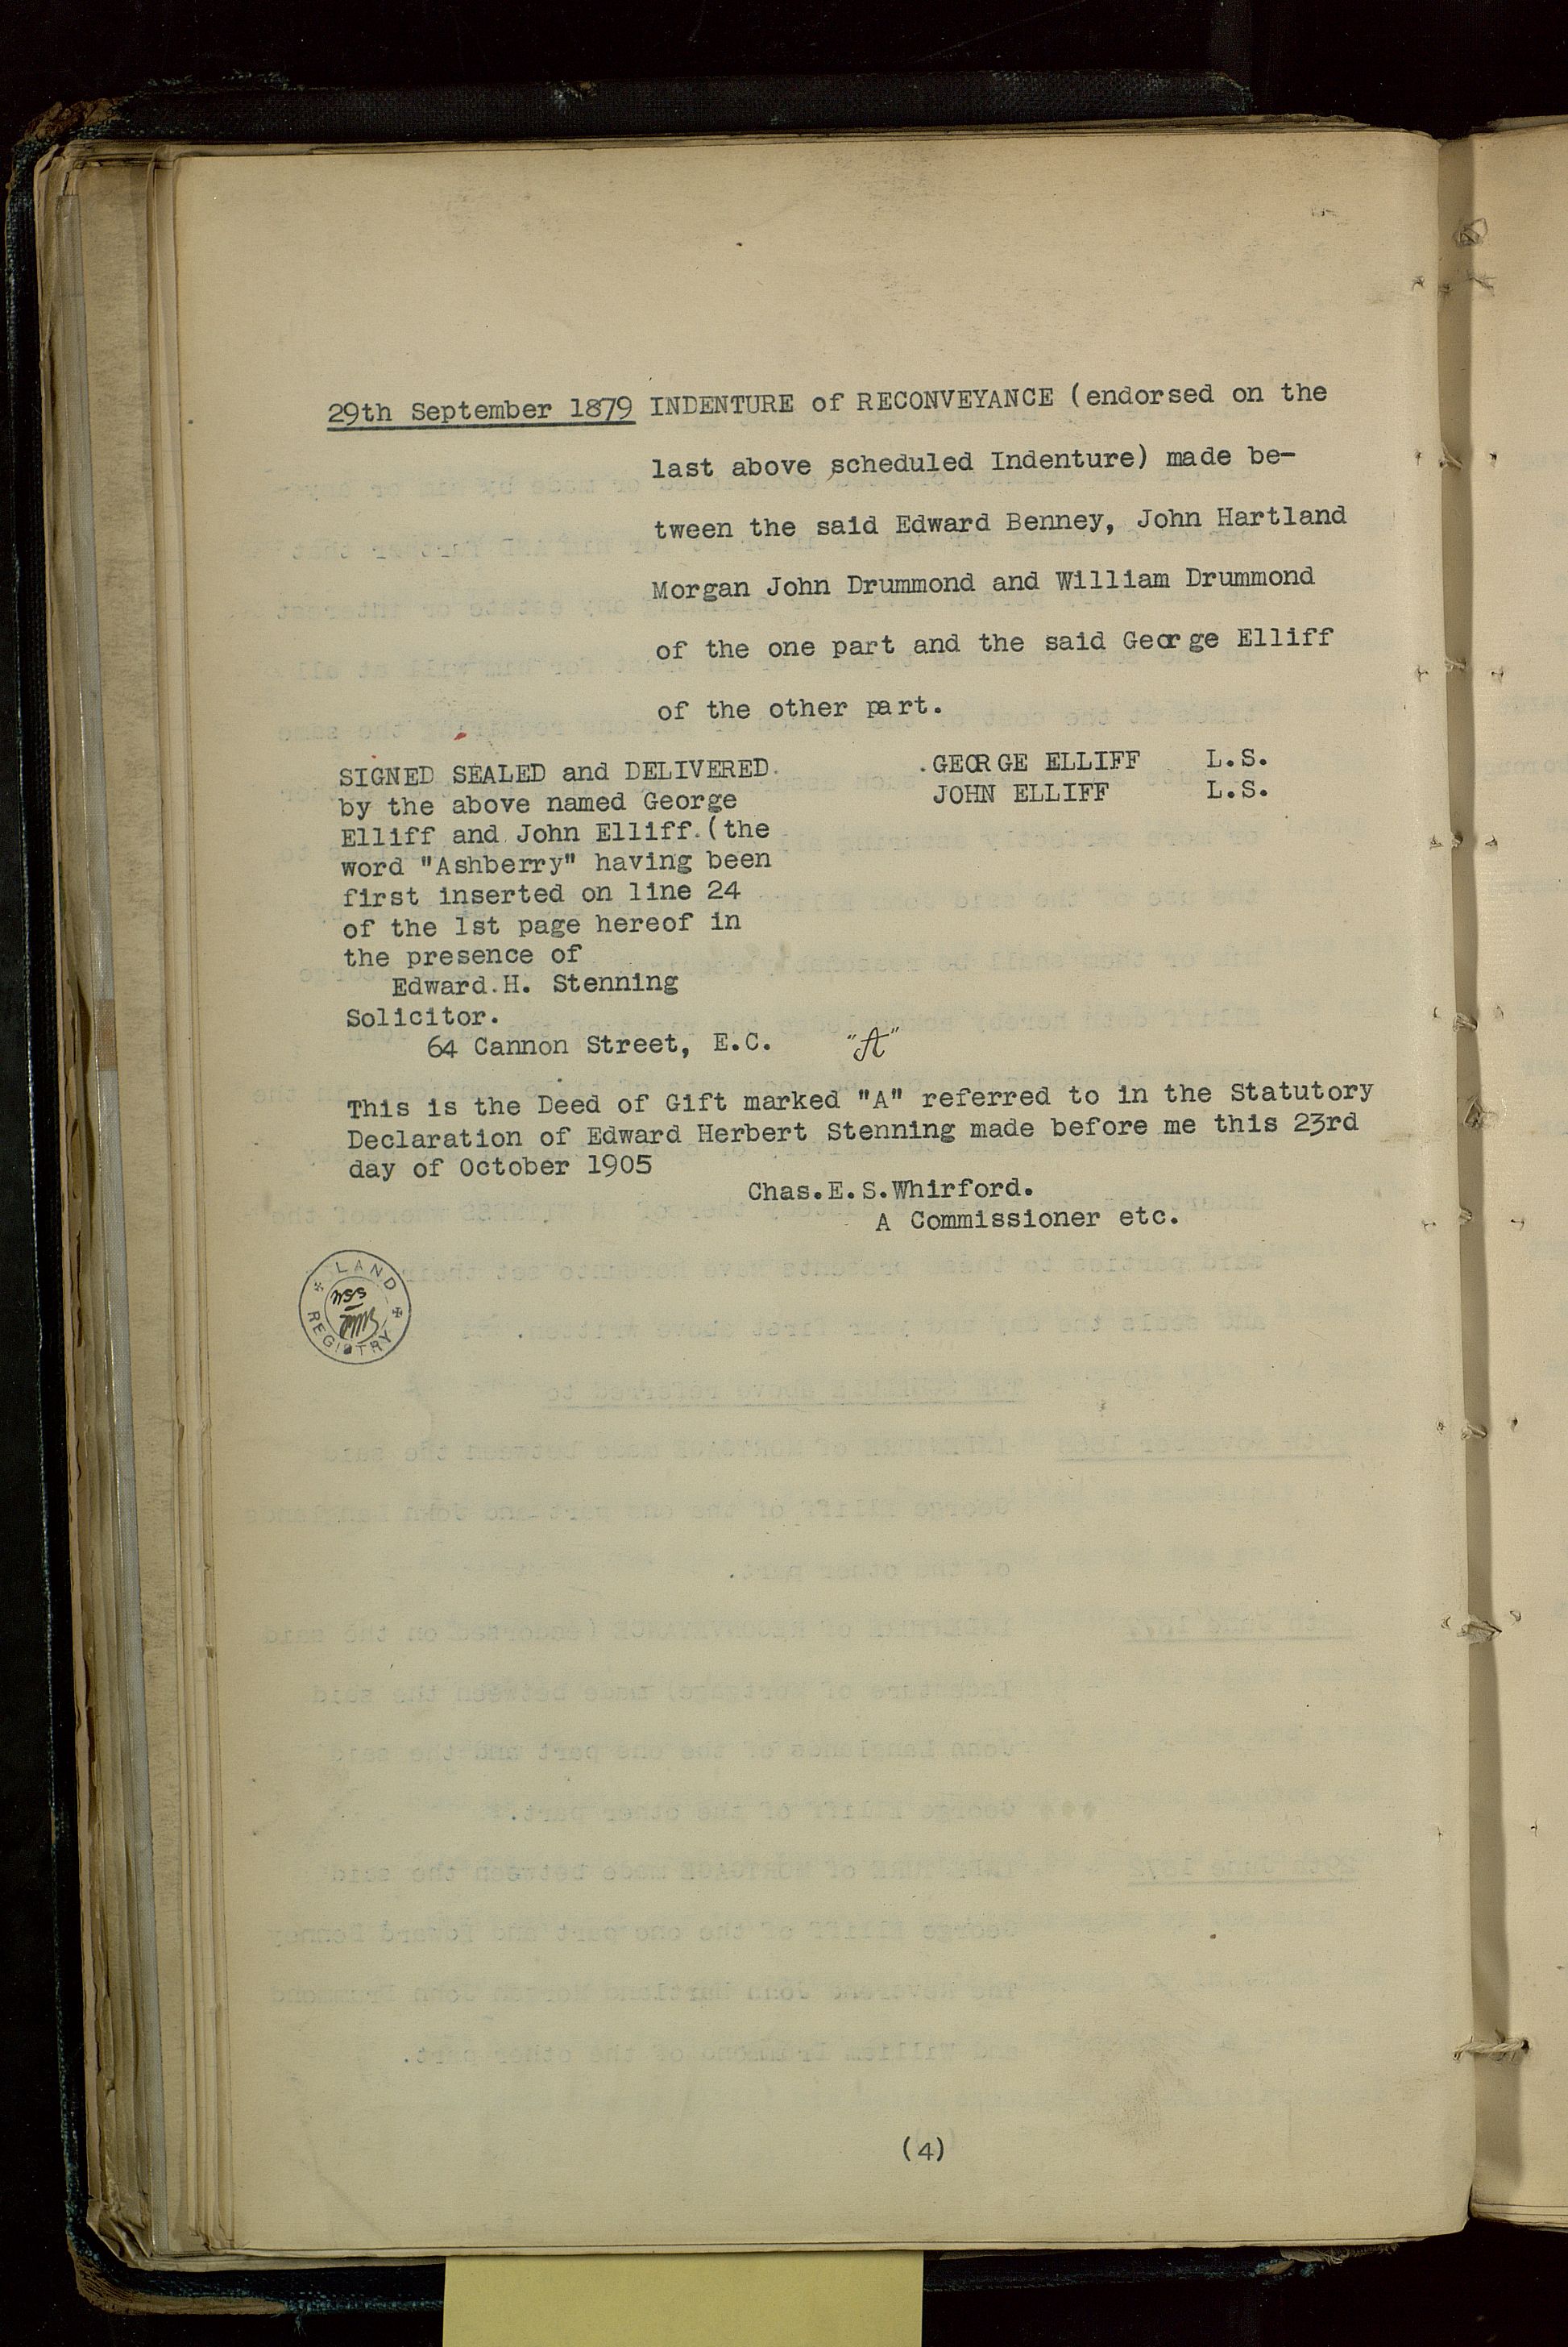 29th September 1879 INDENTURE of RECONVEYANCE (endorsed on the
last above scheduled Indenture) made be-
tween the said Edward Benney, John Hartland
Morgan John Drummond and William Drummond
of the one part and the said George Elliff
of the other part.
SIGNED SEALED and DELIVERED
by the above named George
Elliff and John Elliff (the
word "Ashberry" having been
first inserted on line 24
of the 1st page hereof in
the presence of
Edward.H. Stenning
Solicitor.
64 Cannon Street, E.C.
GEORGE ELLIFF L.S.
JOHN ELLIFF L.S.
"A"
This is the Deed of Gift marked "A" referred to in the Statutory
Declaration of Edward Herbert Stenning made before me this 23rd
day of October 1905
Chas.E.S.Whirford.
A Commissioner etc.
LAND
REGISTRY
(4)